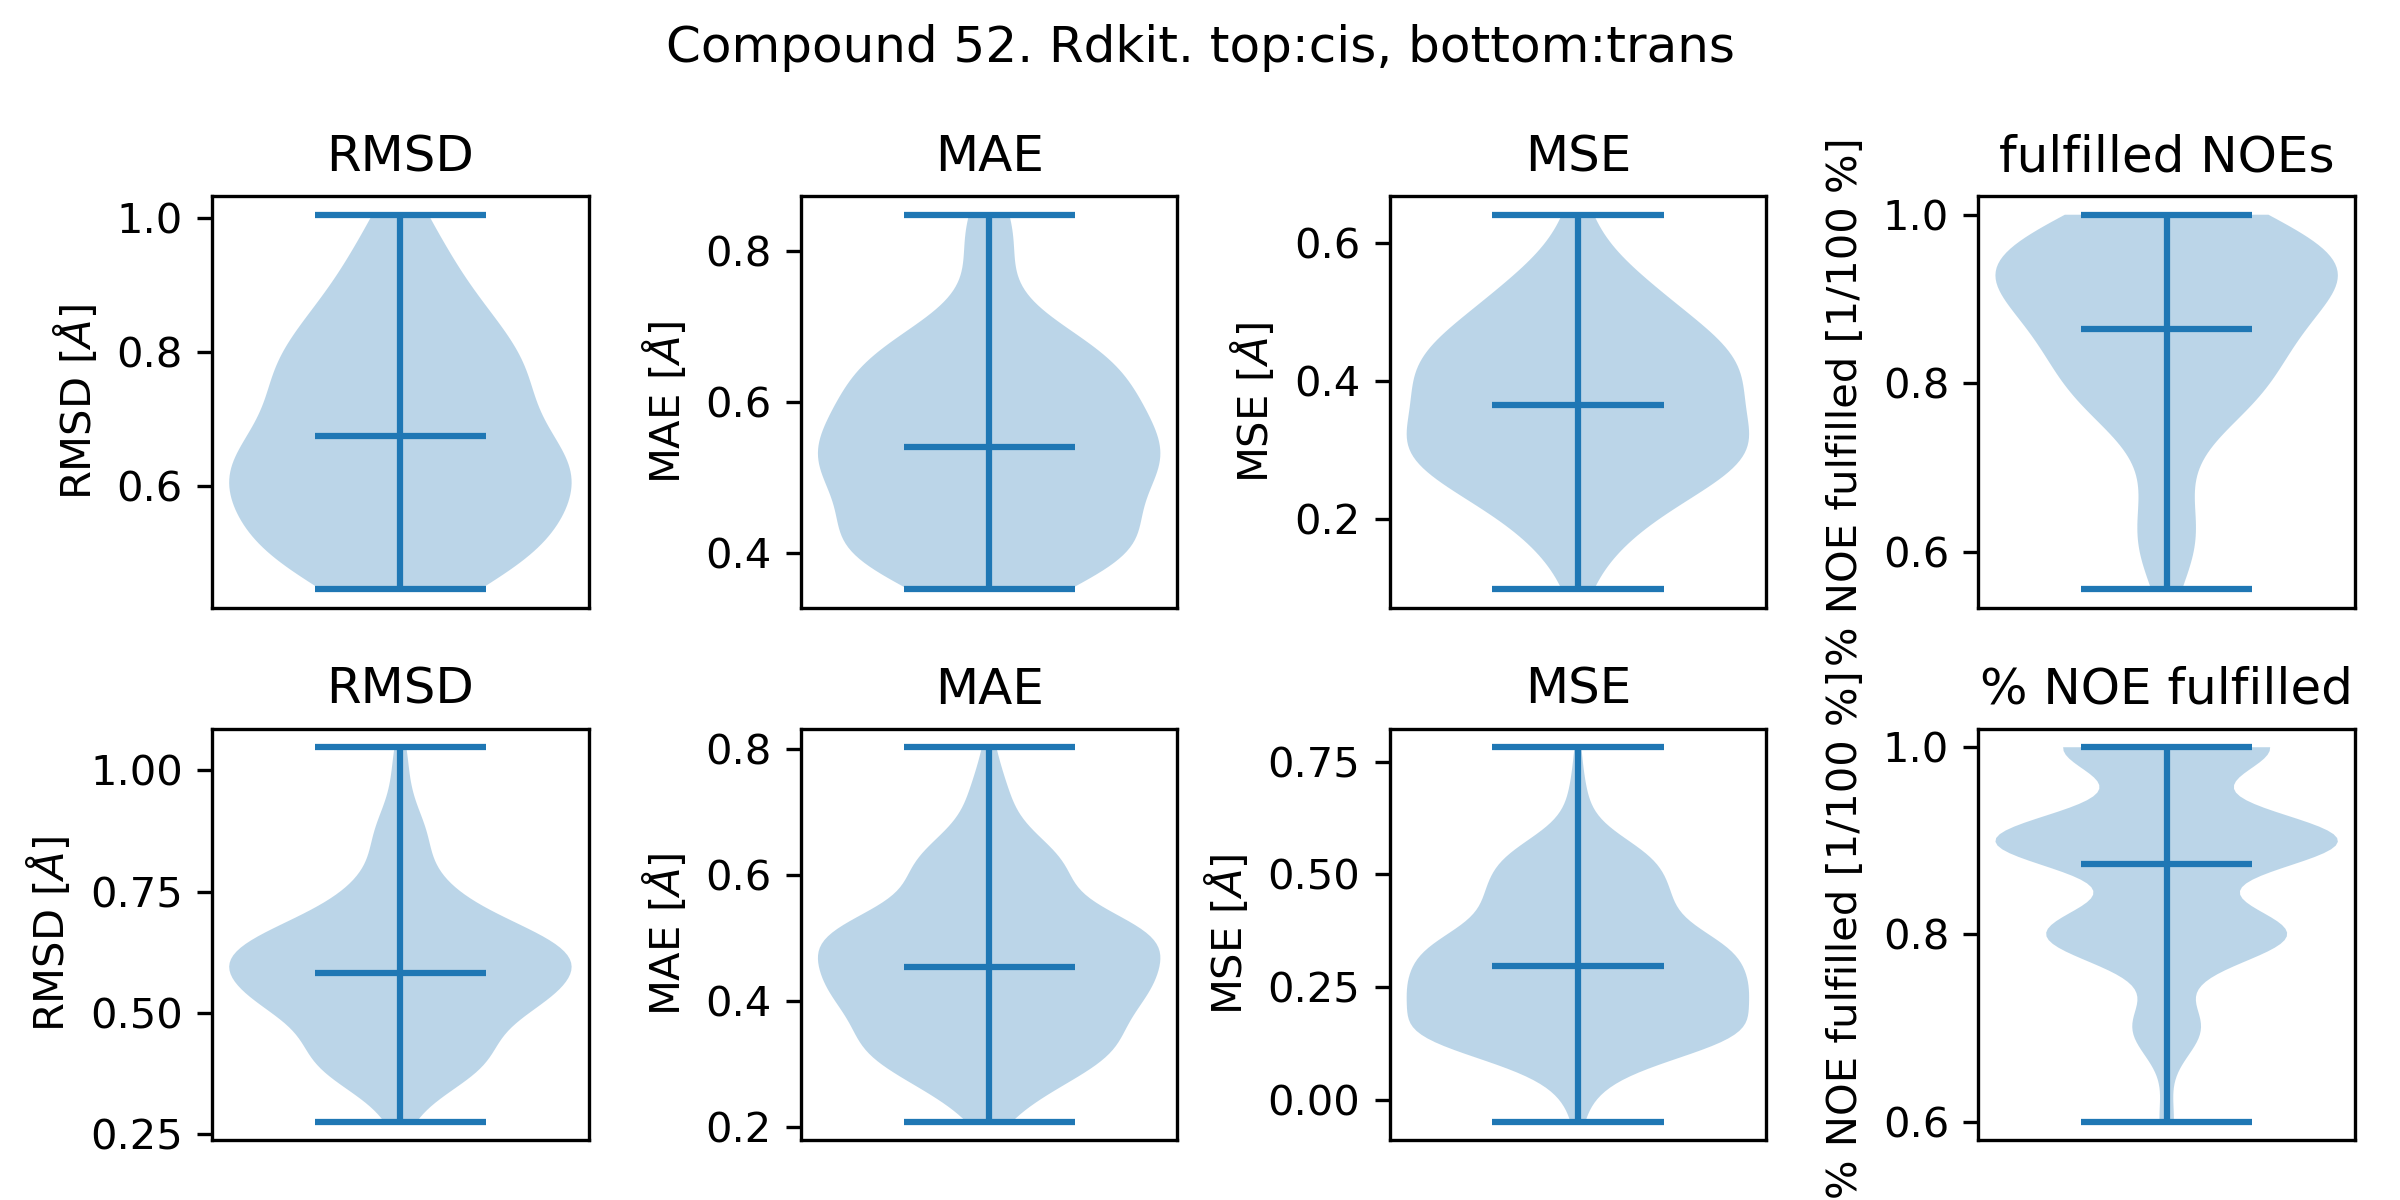 Compound 52. Rdkit. top:cis, bottom:trans
RMSD
MAE
MSE
fulfilled NOEs
RMSD [Å]
1.0
0.8
0.6
MAE [Å]
0.8
0.6
0.4
MSE [Å]
0.6
0.4
0.2
% NOE fulfilled [1/100 %]
1.0
0.8
0.6
RMSD
MAE
MSE
% NOE fulfilled
RMSD [Å]
1.00
0.75
0.50
0.25
MAE [Å]
0.8
0.6
0.4
0.2
MSE [Å]
0.75
0.50
0.25
0.00
% NOE fulfilled [1/100 %]
1.0
0.8
0.6